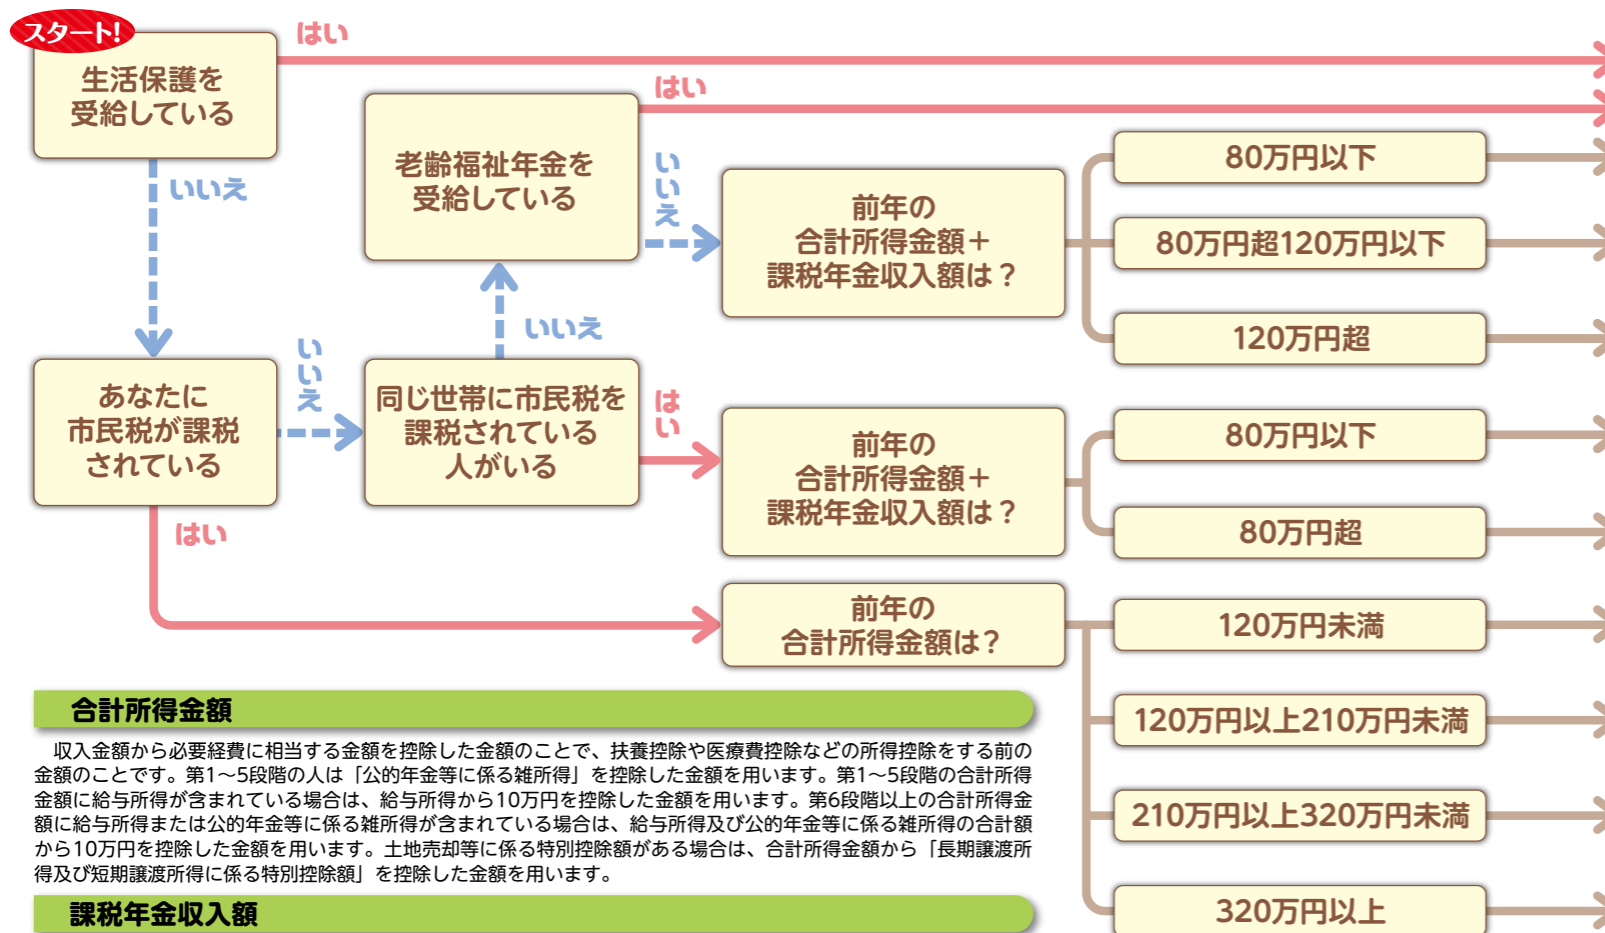 スタート!
生活保護を
受給している
はい
いいえ
あなたに
市民税が課税
されている
いいえ
はい
同じ世帯に市民税を
課税されている
人がいる
いいえ
はい
老齢福祉年金を
受給している
はい
いいえ
前年の
合計所得金額＋
課税年金収入額は？
80万円以下
80万円超120万円以下
120万円超
前年の
合計所得金額＋
課税年金収入額は？
80万円以下
80万円超
前年の
合計所得金額は？
120万円未満
120万円以上210万円未満
210万円以上320万円未満
320万円以上
合計所得金額
収入金額から必要経費に相当する金額を控除した金額のことで、扶養控除や医療費控除などの所得控除をする前の
金額のことです。第1〜5段階の人は「公的年金等に係る雑所得」を控除した金額を用います。第1〜5段階の合計所得
金額に給与所得が含まれている場合は、給与所得から10万円を控除した金額を用います。第6段階以上の合計所得金
額に給与所得または公的年金等に係る雑所得が含まれている場合は、給与所得及び公的年金等に係る雑所得の合計額
から10万円を控除した金額を用います。土地売却等に係る特別控除額がある場合は、合計所得金額から「長期譲渡所
得及び短期譲渡所得に係る特別控除額」を控除した金額を用います。
課税年金収入額